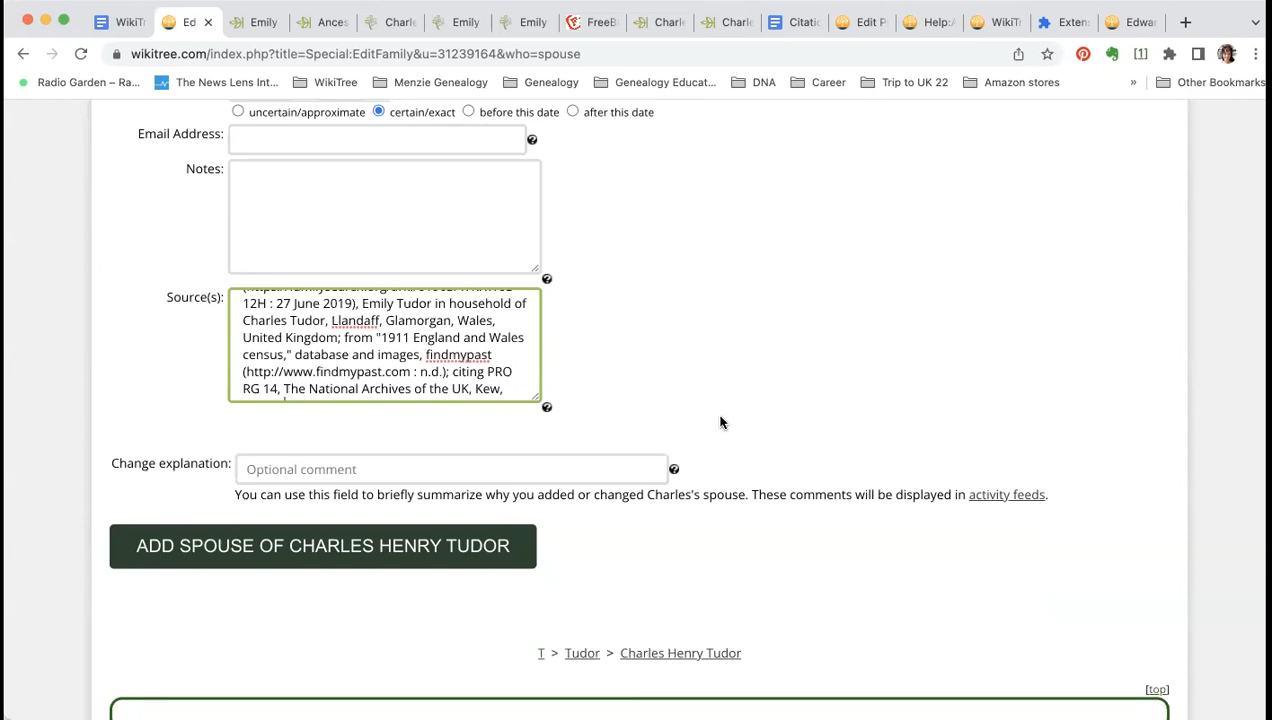 WikiTr
Ed
Emily
Ances
Charle
Emily
Emily
FreeB
Charle
Charle
Citatic
Edit P
Help:A
WikiTr
Exten
Edwar
wikitree.com/index.php?title=Special:EditFamily&u=31239164&who=spouse
Radio Garden – Ra...
The News Lens Int...
WikiTree
Menzie Genealogy
Genealogy
Genealogy Educat...
DNA
Career
Trip to UK 22
Amazon stores
»
Other Bookmarks
uncertain/approximate
certain/exact
before this date
after this date
Email Address:
Notes:
Source(s):
12H : 27 June 2019), Emily Tudor in household of
Charles Tudor, Llandaff, Glamorgan, Wales,
United Kingdom; from "1911 England and Wales
census," database and images, findmypast
(http://www.findmypast.com : n.d.); citing PRO
RG 14, The National Archives of the UK, Kew,
Change explanation:
Optional comment
You can use this field to briefly summarize why you added or changed Charles's spouse. These comments will be displayed in activity feeds.
ADD SPOUSE OF CHARLES HENRY TUDOR
T > Tudor > Charles Henry Tudor
[top]